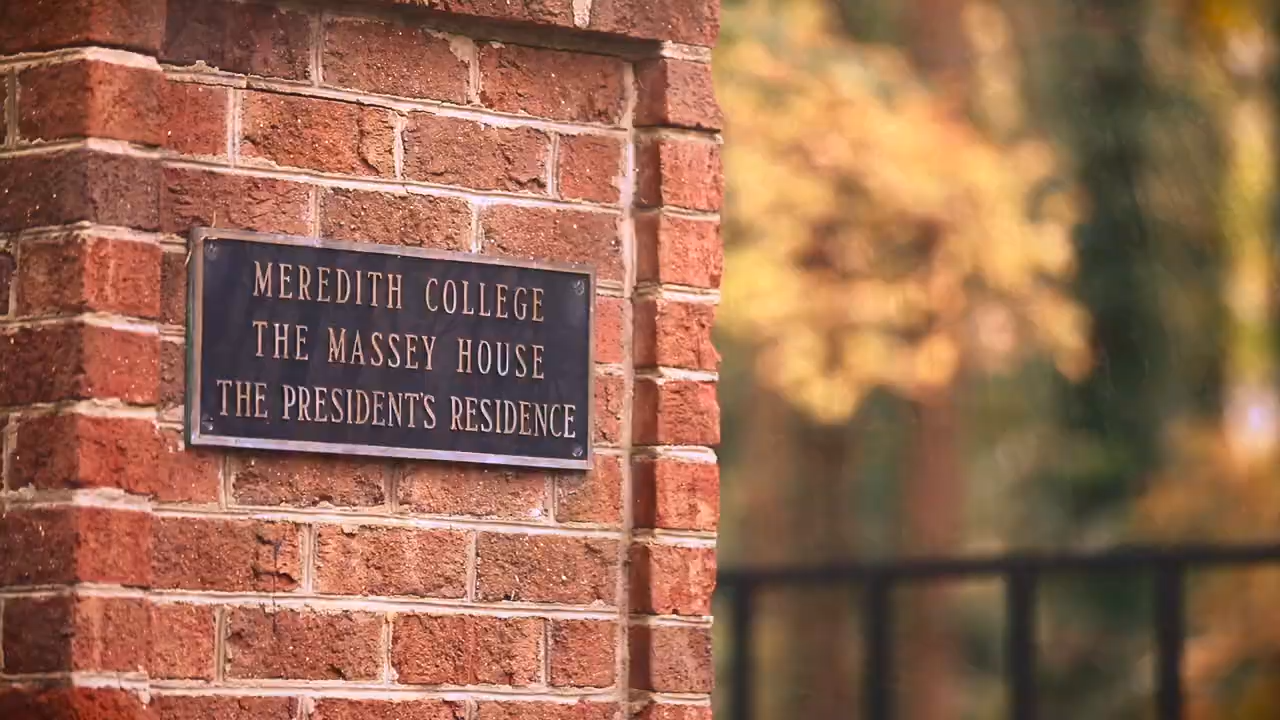 MEREDITH COLLEGE
THE MASSEY HOUSE
THE PRESIDENT'S RESIDENCE